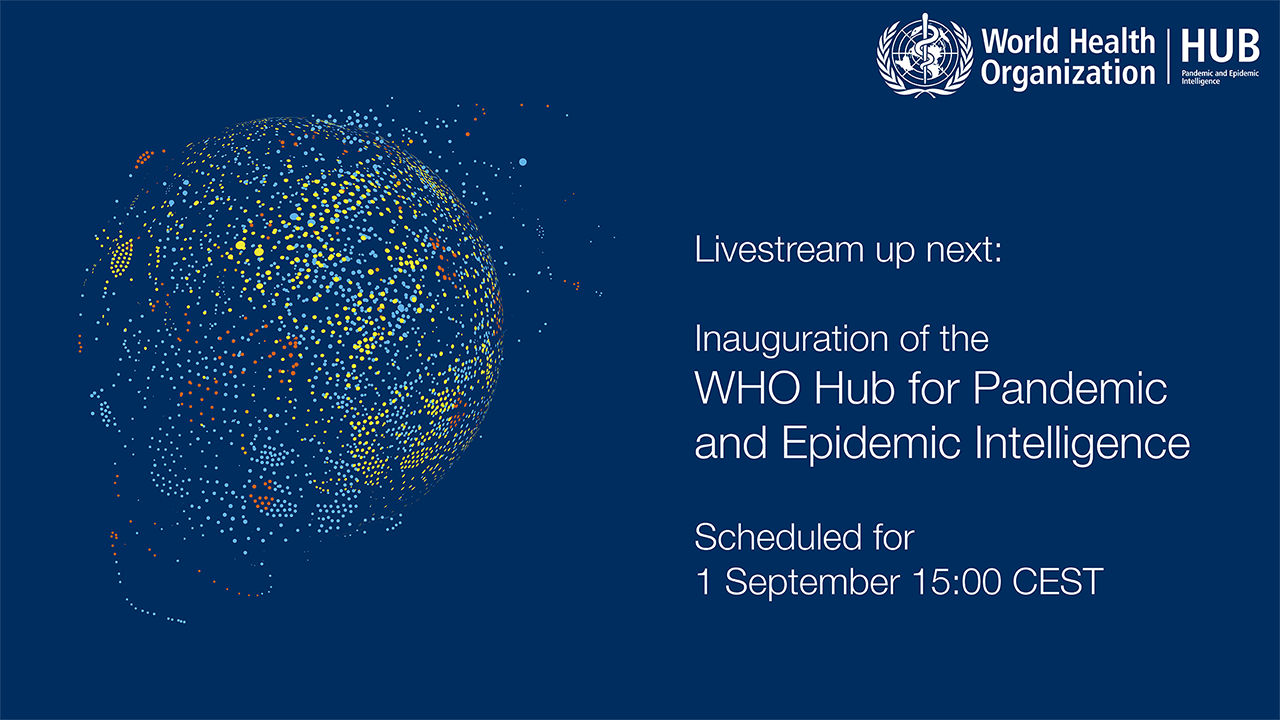 World Health
Organization
HUB
Pandemic and Epidemic
Intelligence
Livestream up next:
Inauguration of the
WHO Hub for Pandemic
and Epidemic Intelligence
Scheduled for
1 September 15:00 CEST